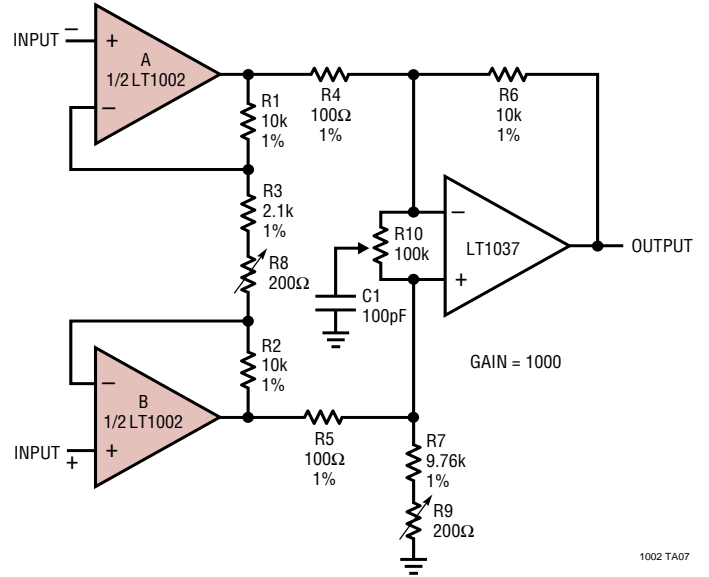 INPUT –
+
A
1/2 LT1002
–
R1
10k
1%
R4
100Ω
1%
R6
10k
1%
R3
2.1k
1%
R8
200Ω
R10
100k
C1
100pF
–
+
LT1037
OUTPUT
GAIN = 1000
–
B
1/2 LT1002
+
INPUT +
R2
10k
1%
R5
100Ω
1%
R7
9.76k
1%
R9
200Ω
1002 TA07